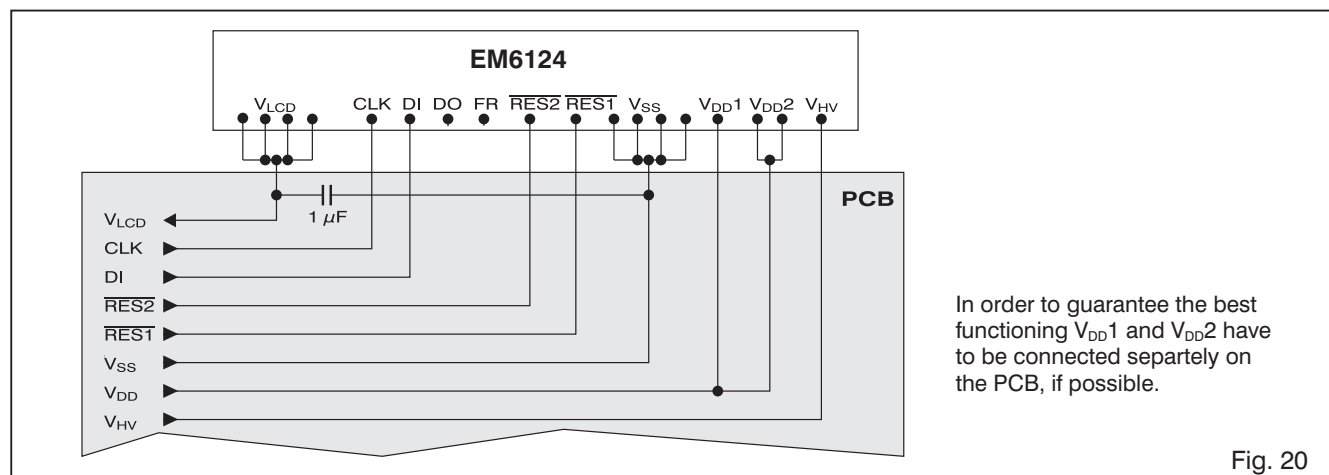 EM6124
VLCD CLK DI DO FR RES2 RES1 VSS VDD1 VDD2 VHV
PCB
1 µF
VLCD
CLK
DI
RES2
RES1
VSS
VDD
VHV
In order to guarantee the best
functioning VDD1 and VDD2 have
to be connected separtely on
the PCB, if possible.
Fig. 20